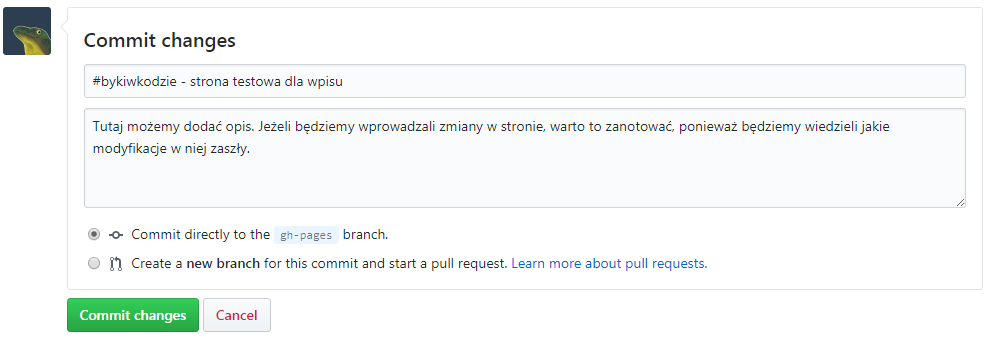 Commit changes
#bykiwkodzie - strona testowa dla wpisu
Tutaj możemy dodać opis. Jeżeli będziemy wprowadzali zmiany w stronie, warto to zanotować, ponieważ będziemy wiedzieli jakie
modyfikacje w niej zaszły.
Commit directly to the gh-pages branch.
Create a new branch for this commit and start a pull request. Learn more about pull requests.
Commit changes Cancel